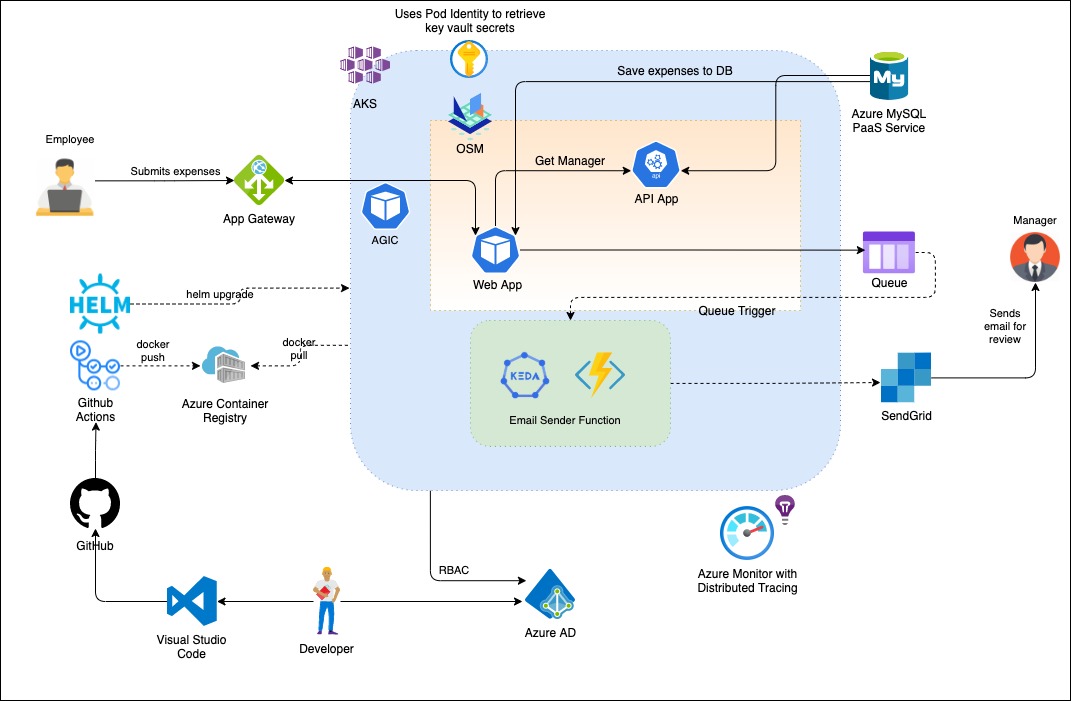 Uses Pod Identity to retrieve
key vault secrets
AKS
Save expenses to DB
My
Azure MySQL
PaaS Service
OSM
Employee
Submits expenses
App Gateway
AGIC
Get Manager
api
API App
Web App
Queue
Manager
HELM
helm upgrade
Queue Trigger
Sends
email for
review
docker
push
docker
pull
Github
Actions
Azure Container
Registry
KEDA
Email Sender Function
SendGrid
GitHub
Azure Monitor with
Distributed Tracing
RBAC
Visual Studio
Code
Developer
Azure AD